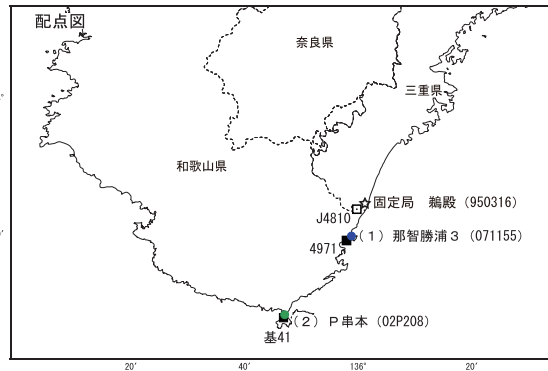 配点図
奈良県
三重県
和歌山県
固定局 鵜殿（950316）
J4810
（１）那智勝浦３（071155）
4971
（２）Ｐ串本（02P208）
基41
20′ 40′ 136° 20′